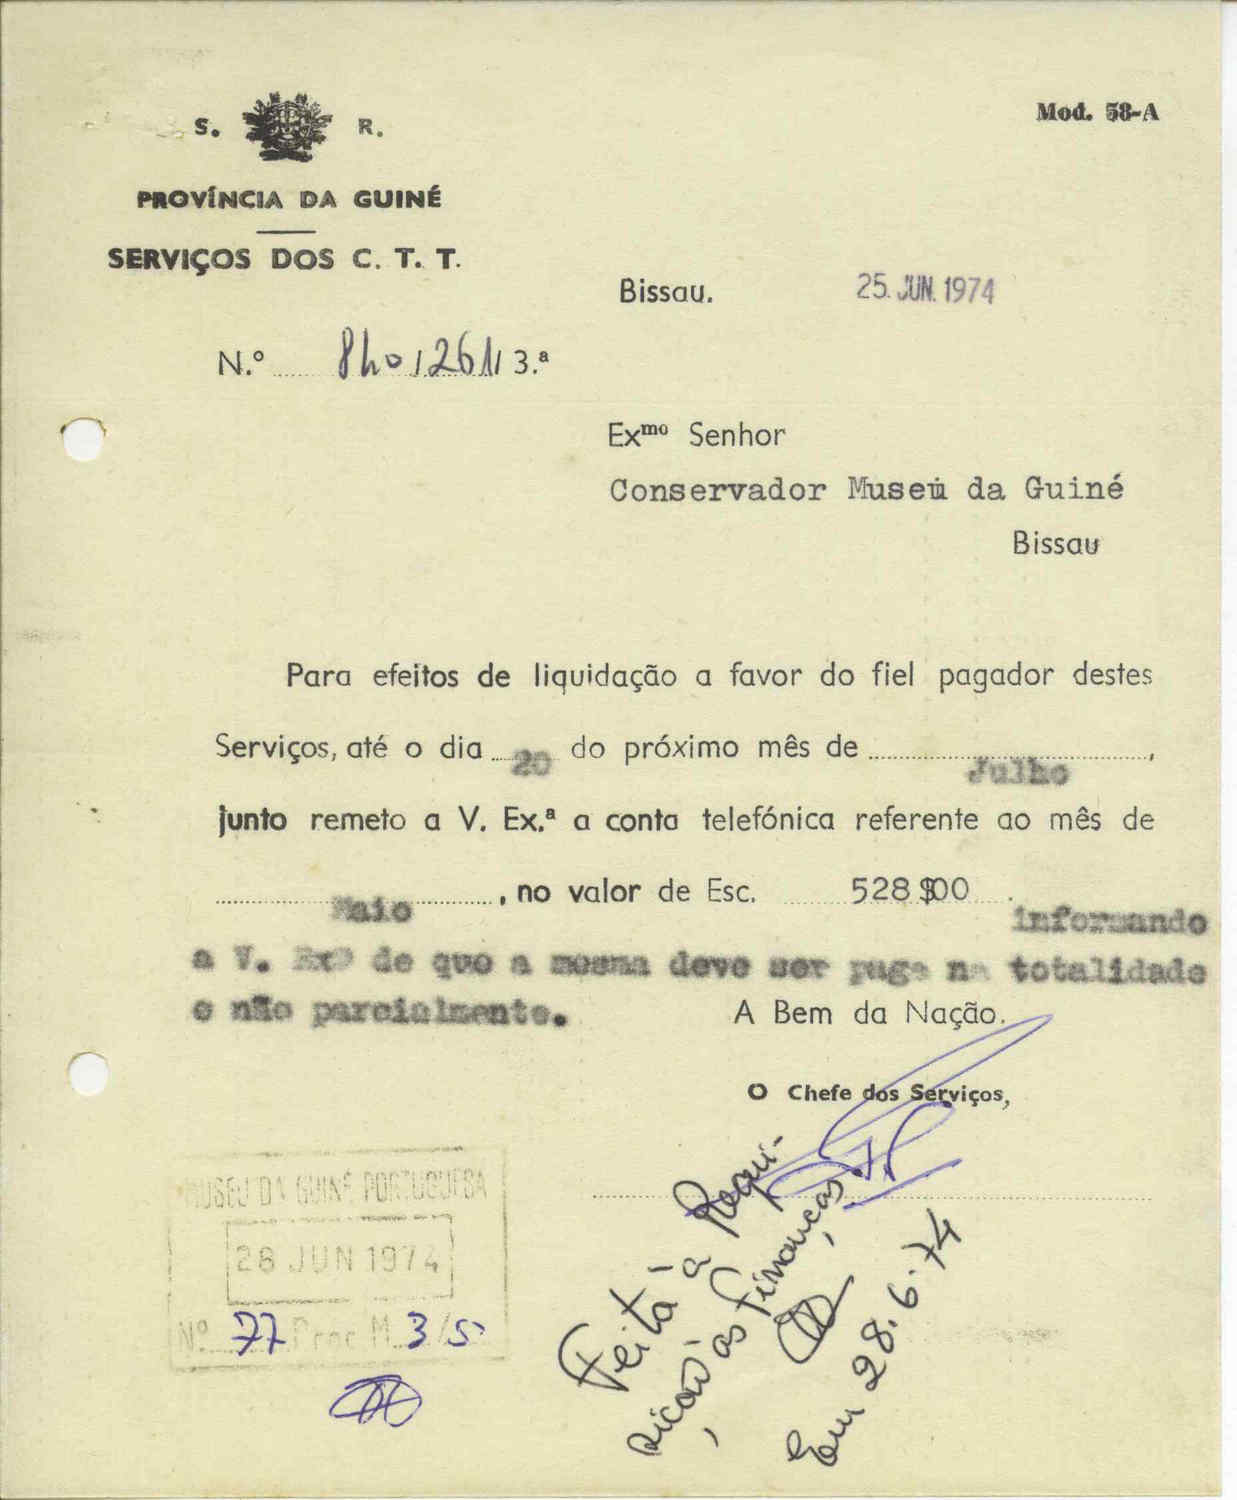 S. R.
Mod. 58-A
PROVÍNCIA DA GUINÉ
SERVIÇOS DOS C. T. T.
Bissau. 25. JUN. 1974
N.º 840/261/3.ª
Exᵐᵒ Senhor
Conservador Museu da Guiné
Bissau
Para efeitos de liquidação a favor do fiel pagador destes
Serviços, até o dia 20 do próximo mês de Julho,
junto remeto a V. Ex.ª a conta telefónica referente ao mês de
Maio, no valor de Esc. 528$00. informando
a V. Exª de que a mesma deve ser paga na totalidade
e não parcialmente.
A Bem da Nação.
O Chefe dos Serviços,
MUSEU DA GUINÉ PORTUGUESA
28 JUN 1974
Nº 77 Proc M. 3/5
Feita a Requi-
sição às Finanças,
Em 28.6.74